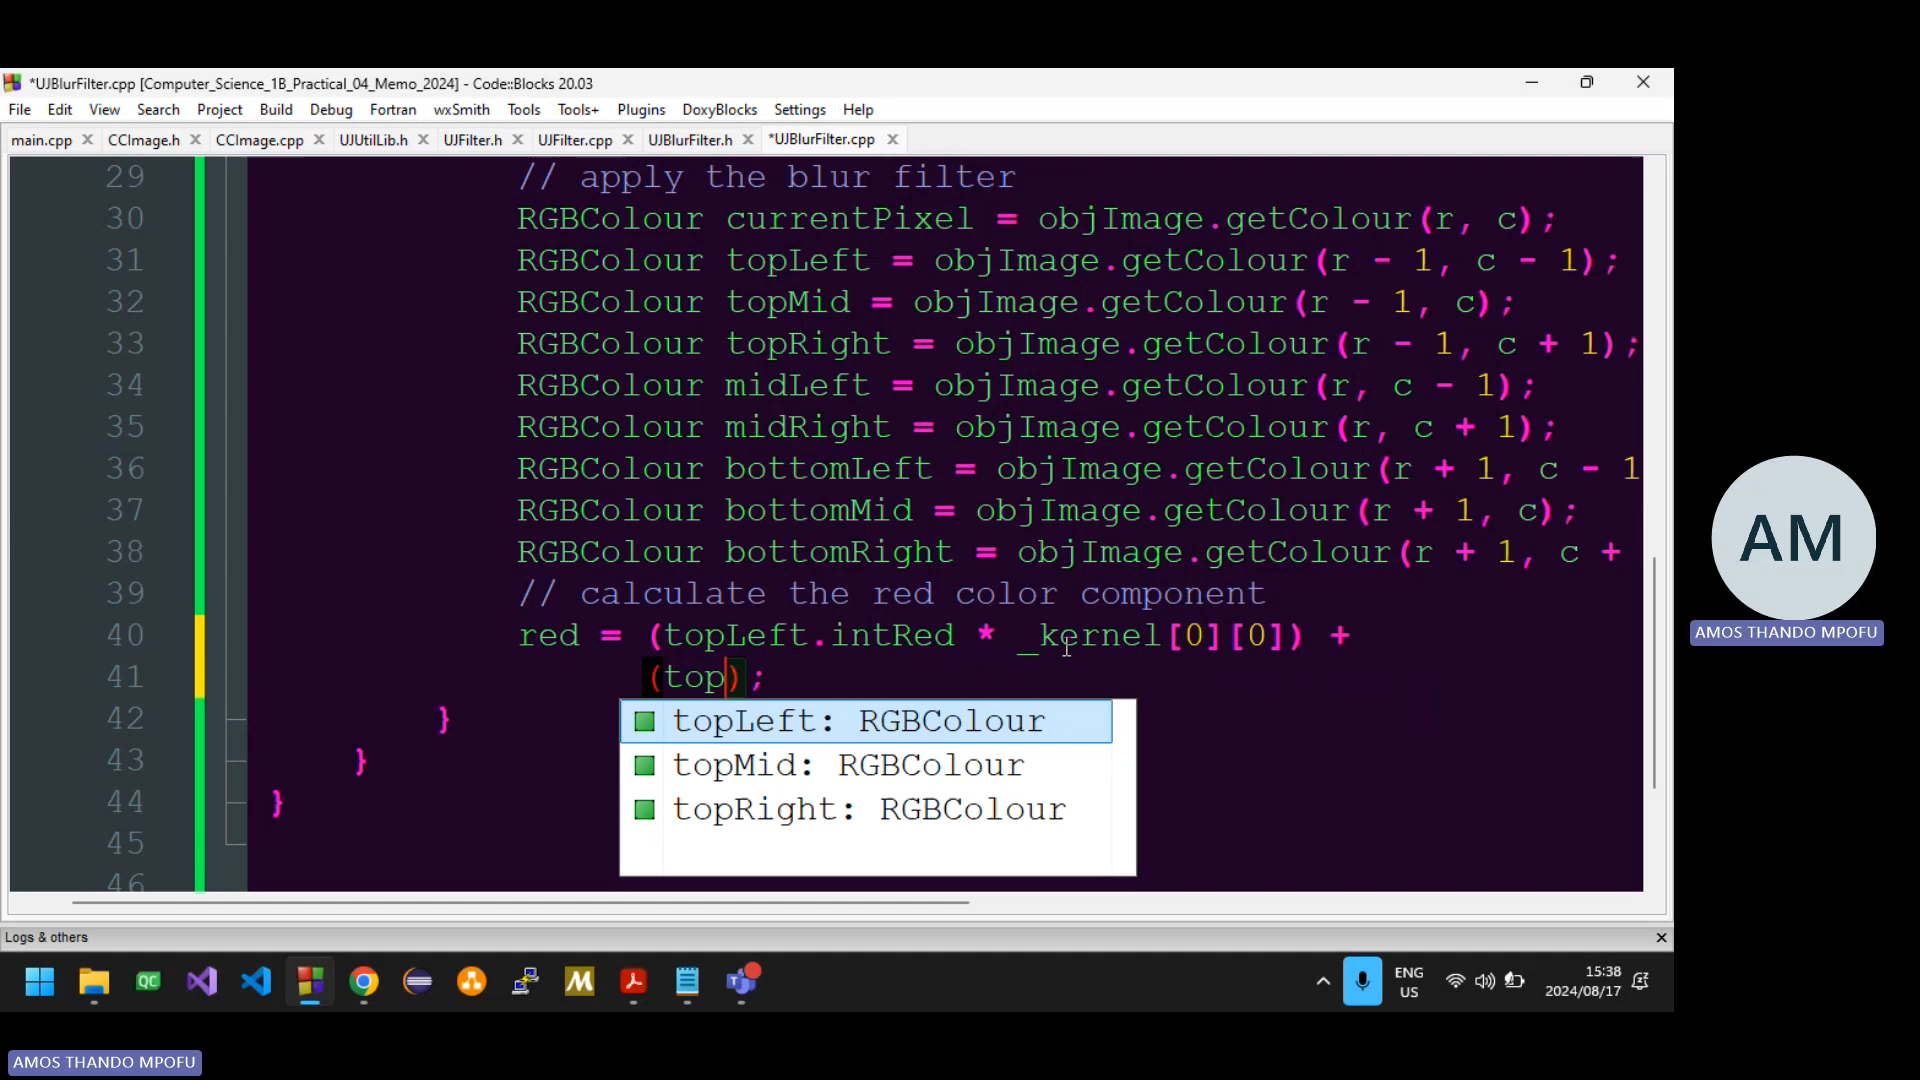 *UJBlurFilter.cpp [Computer_Science_1B_Practical_04_Memo_2024] - Code::Blocks 20.03
File Edit View Search Project Build Debug Fortran wxSmith Tools Tools+ Plugins DoxyBlocks Settings Help
main.cpp CCImage.h CCImage.cpp UJUtilLib.h UJFilter.h UJFilter.cpp UJBlurFilter.h *UJBlurFilter.cpp
29 // apply the blur filter
30 RGBColour currentPixel = objImage.getColour(r, c);
31 RGBColour topLeft = objImage.getColour(r - 1, c - 1);
32 RGBColour topMid = objImage.getColour(r - 1, c);
33 RGBColour topRight = objImage.getColour(r - 1, c + 1);
34 RGBColour midLeft = objImage.getColour(r, c - 1);
35 RGBColour midRight = objImage.getColour(r, c + 1);
36 RGBColour bottomLeft = objImage.getColour(r + 1, c - 1
37 RGBColour bottomMid = objImage.getColour(r + 1, c);
38 RGBColour bottomRight = objImage.getColour(r + 1, c +
39 // calculate the red color component
40 red = (topLeft.intRed * _kernel[0][0]) +
41 (top);
42 }
topLeft: RGBColour
topMid: RGBColour
topRight: RGBColour
43 }
44 }
45
46
Logs & others
QC
ENG
US
15:38
2024/08/17
AM
AMOS THANDO MPOFU
AMOS THANDO MPOFU